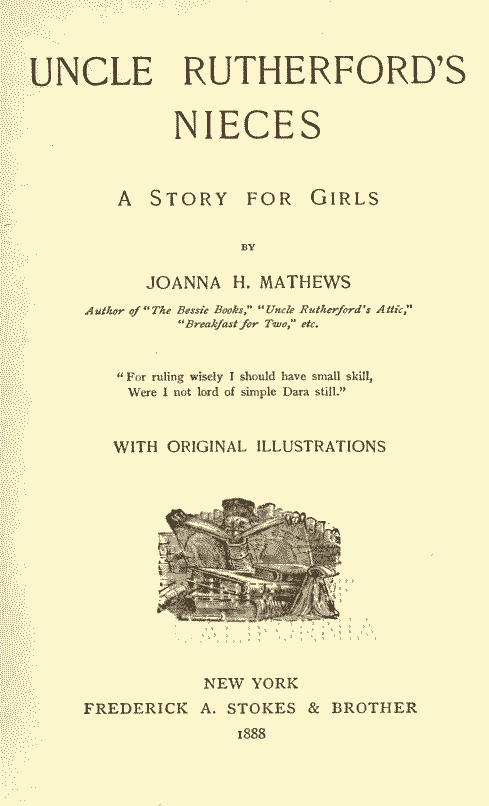 UNCLE RUTHERFORD'S
NIECES
A STORY FOR GIRLS
BY
JOANNA H. MATHEWS
Author of "The Bessie Books," "Uncle Rutherford's Attic,"
"Breakfast for Two," etc.
"For ruling wisely I should have small skill,
Were I not lord of simple Dara still."
WITH ORIGINAL ILLUSTRATIONS
CALIFORNIA
NEW YORK
FREDERICK A. STOKES & BROTHER
1888